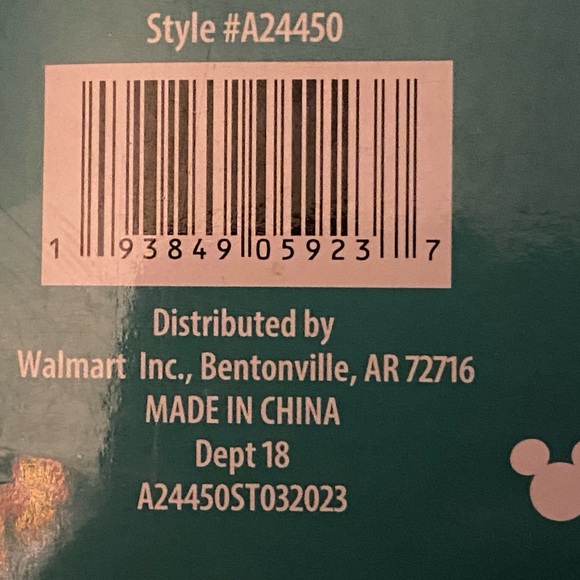 Style #A24450
1 93849 05923 7
Distributed by
Walmart Inc., Bentonville, AR 72716
MADE IN CHINA
Dept 18
A24450ST032023